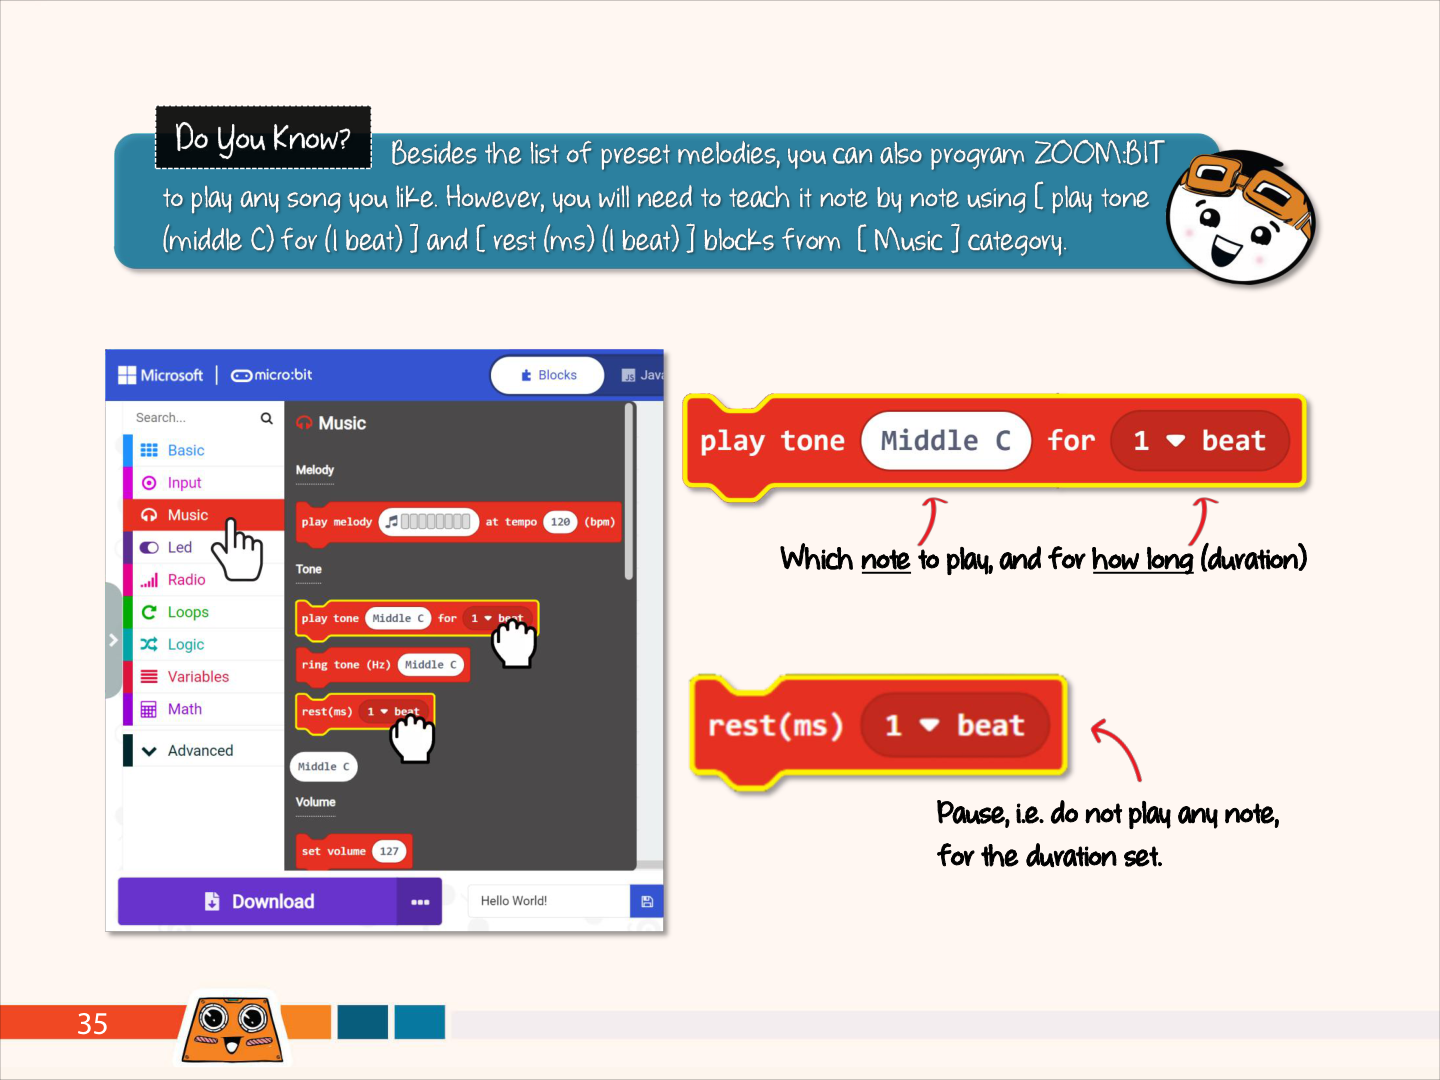 Do You Know?
Besides the list of preset melodies, you can also program ZOOM:BIT
to play any song you like. However, you will need to teach it note by note using [ play tone
(middle C) for (1 beat) ] and [ rest (ms) (1 beat) ] blocks from [ Music ] category.
Microsoft | micro:bit
Blocks
Java
Search...
Basic
Input
Music
Led
Radio
Loops
Logic
Variables
Math
Advanced
Music
Melody
play melody at tempo 120 (bpm)
Tone
play tone Middle C for 1 beat
ring tone (Hz) Middle C
rest(ms) 1 beat
Middle C
Volume
set volume 127
Download
Hello World!
play tone Middle C for 1 beat
Which note to play, and for how long (duration)
rest(ms) 1 beat
Pause, i.e. do not play any note,
for the duration set.
35